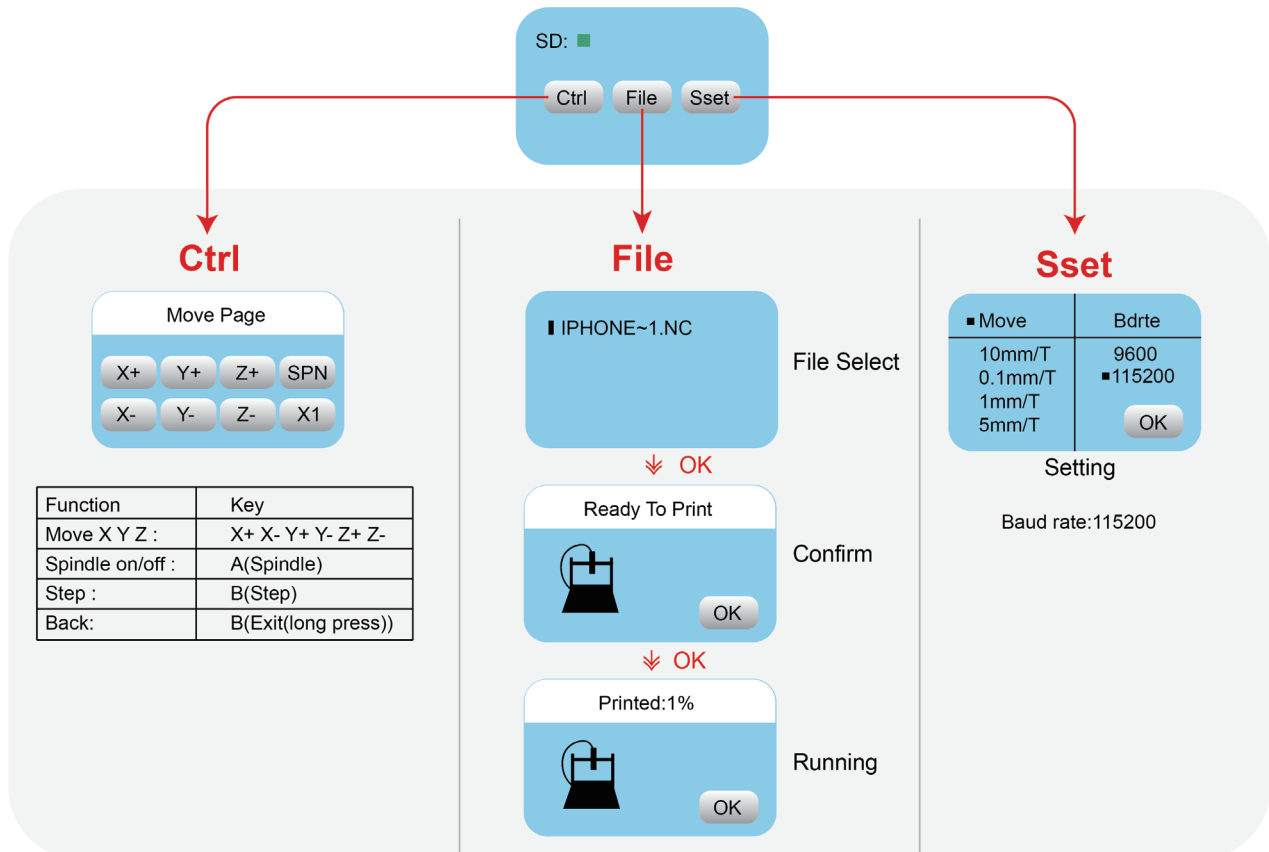 SD:
Ctrl File Sset
Ctrl
Move Page
X+ Y+ Z+ SPN
X- Y- Z- X1
Function Key
Move X Y Z : X+ X- Y+ Y- Z+ Z-
Spindle on/off : A(Spindle)
Step : B(Step)
Back: B(Exit(long press))
File
IPHONE~1.NC
File Select
OK
Ready To Print
Confirm
OK
OK
Printed:1%
Running
OK
Sset
Move Bdrte
10mm/T 9600
0.1mm/T 115200
1mm/T
5mm/T OK
Setting
Baud rate:115200